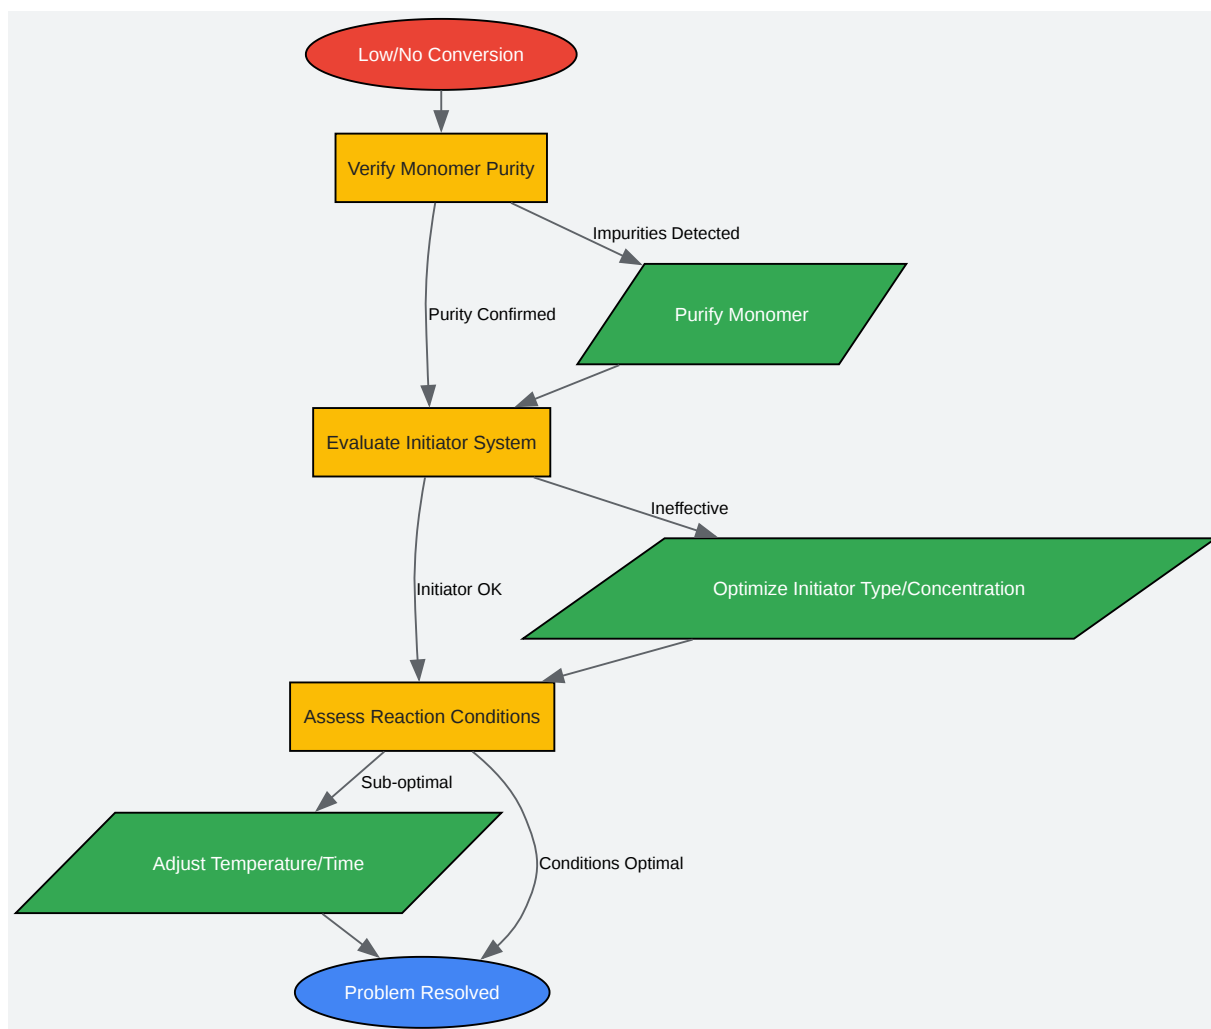 Low/No Conversion
Verify Monomer Purity
Impurities Detected
Purity Confirmed
Purify Monomer
Evaluate Initiator System
Ineffective
Initiator OK
Optimize Initiator Type/Concentration
Assess Reaction Conditions
Sub-optimal
Adjust Temperature/Time
Conditions Optimal
Problem Resolved